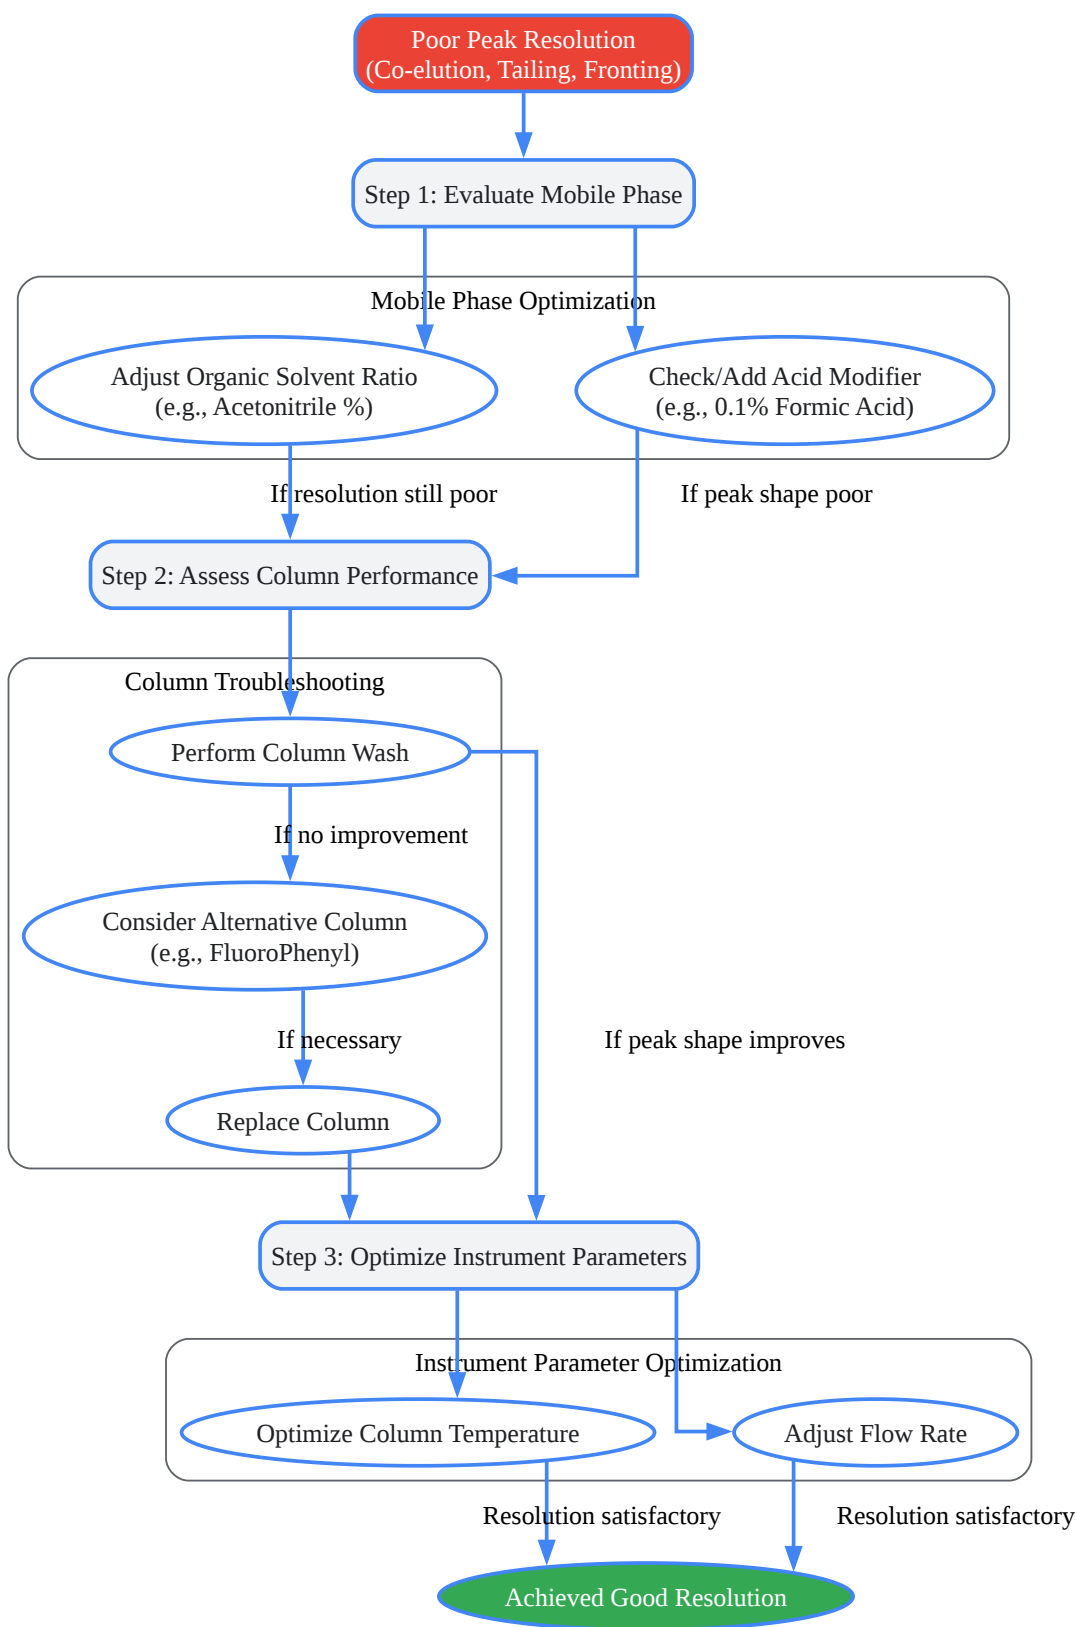 Poor Peak Resolution
(Co-elution, Tailing, Fronting)
Step 1: Evaluate Mobile Phase
Mobile Phase Optimization
Adjust Organic Solvent Ratio
(e.g., Acetonitrile %)
Check/Add Acid Modifier
(e.g., 0.1% Formic Acid)
If resolution still poor
If peak shape poor
Step 2: Assess Column Performance
Column Troubleshooting
Perform Column Wash
If no improvement
Consider Alternative Column
(e.g., FluoroPhenyl)
If necessary
If peak shape improves
Replace Column
Step 3: Optimize Instrument Parameters
Instrument Parameter Optimization
Optimize Column Temperature
Adjust Flow Rate
Resolution satisfactory
Resolution satisfactory
Achieved Good Resolution